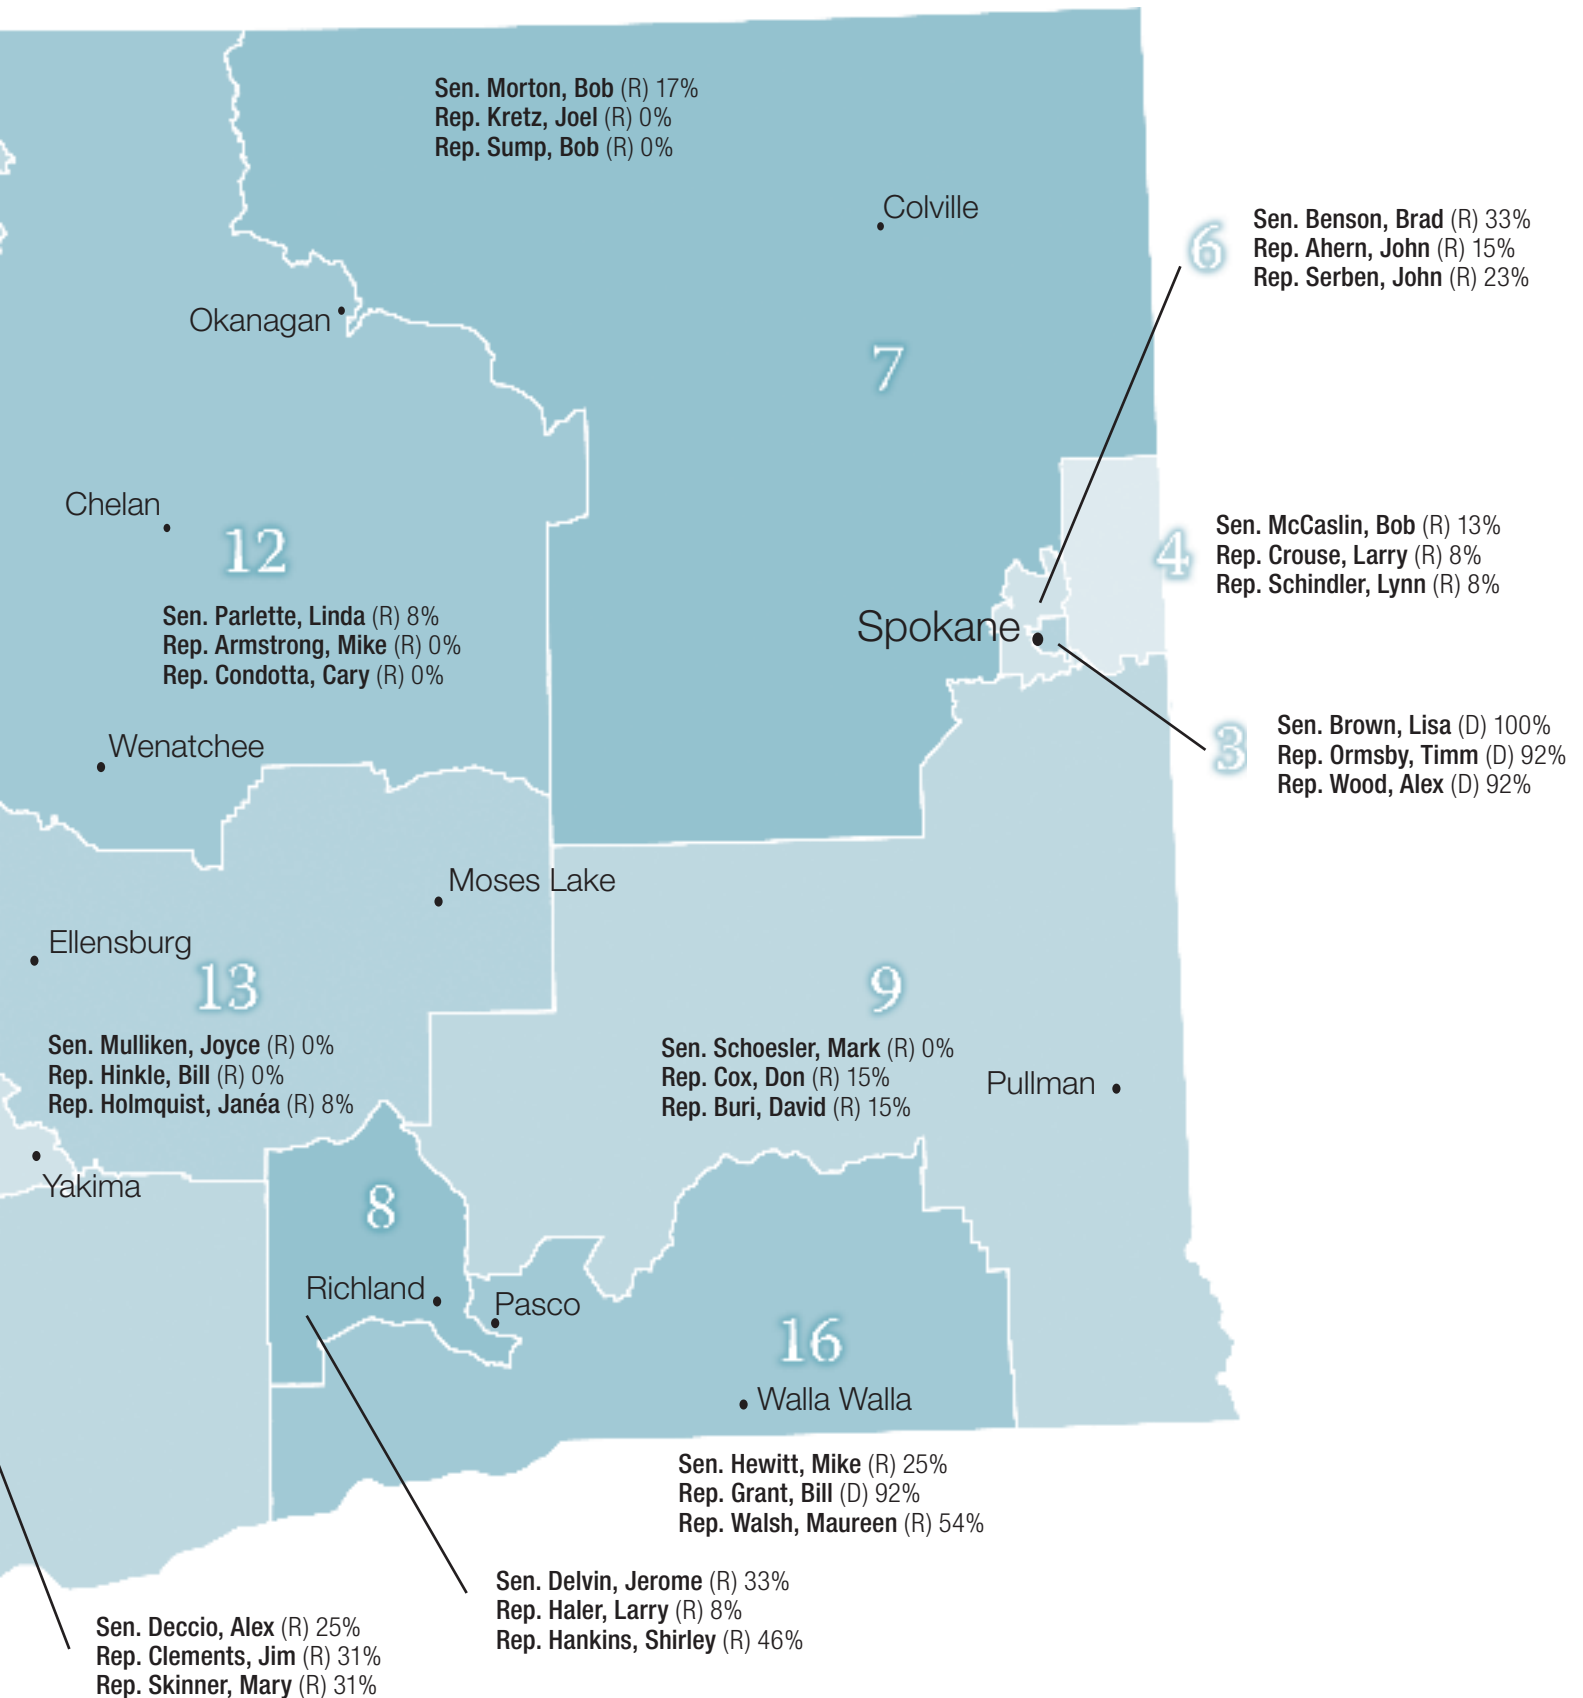 Sen. Morton, Bob (R) 17%
Rep. Kretz, Joel (R) 0%
Rep. Sump, Bob (R) 0%
Colville
6
Sen. Benson, Brad (R) 33%
Rep. Ahern, John (R) 15%
Rep. Serben, John (R) 23%
Okanagan
7
Chelan
12
Sen. Parlette, Linda (R) 8%
Rep. Armstrong, Mike (R) 0%
Rep. Condotta, Cary (R) 0%
4
Sen. McCaslin, Bob (R) 13%
Rep. Crouse, Larry (R) 8%
Rep. Schindler, Lynn (R) 8%
Spokane
3
Sen. Brown, Lisa (D) 100%
Rep. Ormsby, Timm (D) 92%
Rep. Wood, Alex (D) 92%
Wenatchee
Moses Lake
Ellensburg
13
Sen. Mulliken, Joyce (R) 0%
Rep. Hinkle, Bill (R) 0%
Rep. Holmquist, Janéa (R) 8%
9
Sen. Schoesler, Mark (R) 0%
Rep. Cox, Don (R) 15%
Rep. Buri, David (R) 15%
Pullman
Yakima
8
Richland
Pasco
16
Walla Walla
Sen. Hewitt, Mike (R) 25%
Rep. Grant, Bill (D) 92%
Rep. Walsh, Maureen (R) 54%
Sen. Delvin, Jerome (R) 33%
Rep. Haler, Larry (R) 8%
Rep. Hankins, Shirley (R) 46%
Sen. Deccio, Alex (R) 25%
Rep. Clements, Jim (R) 31%
Rep. Skinner, Mary (R) 31%